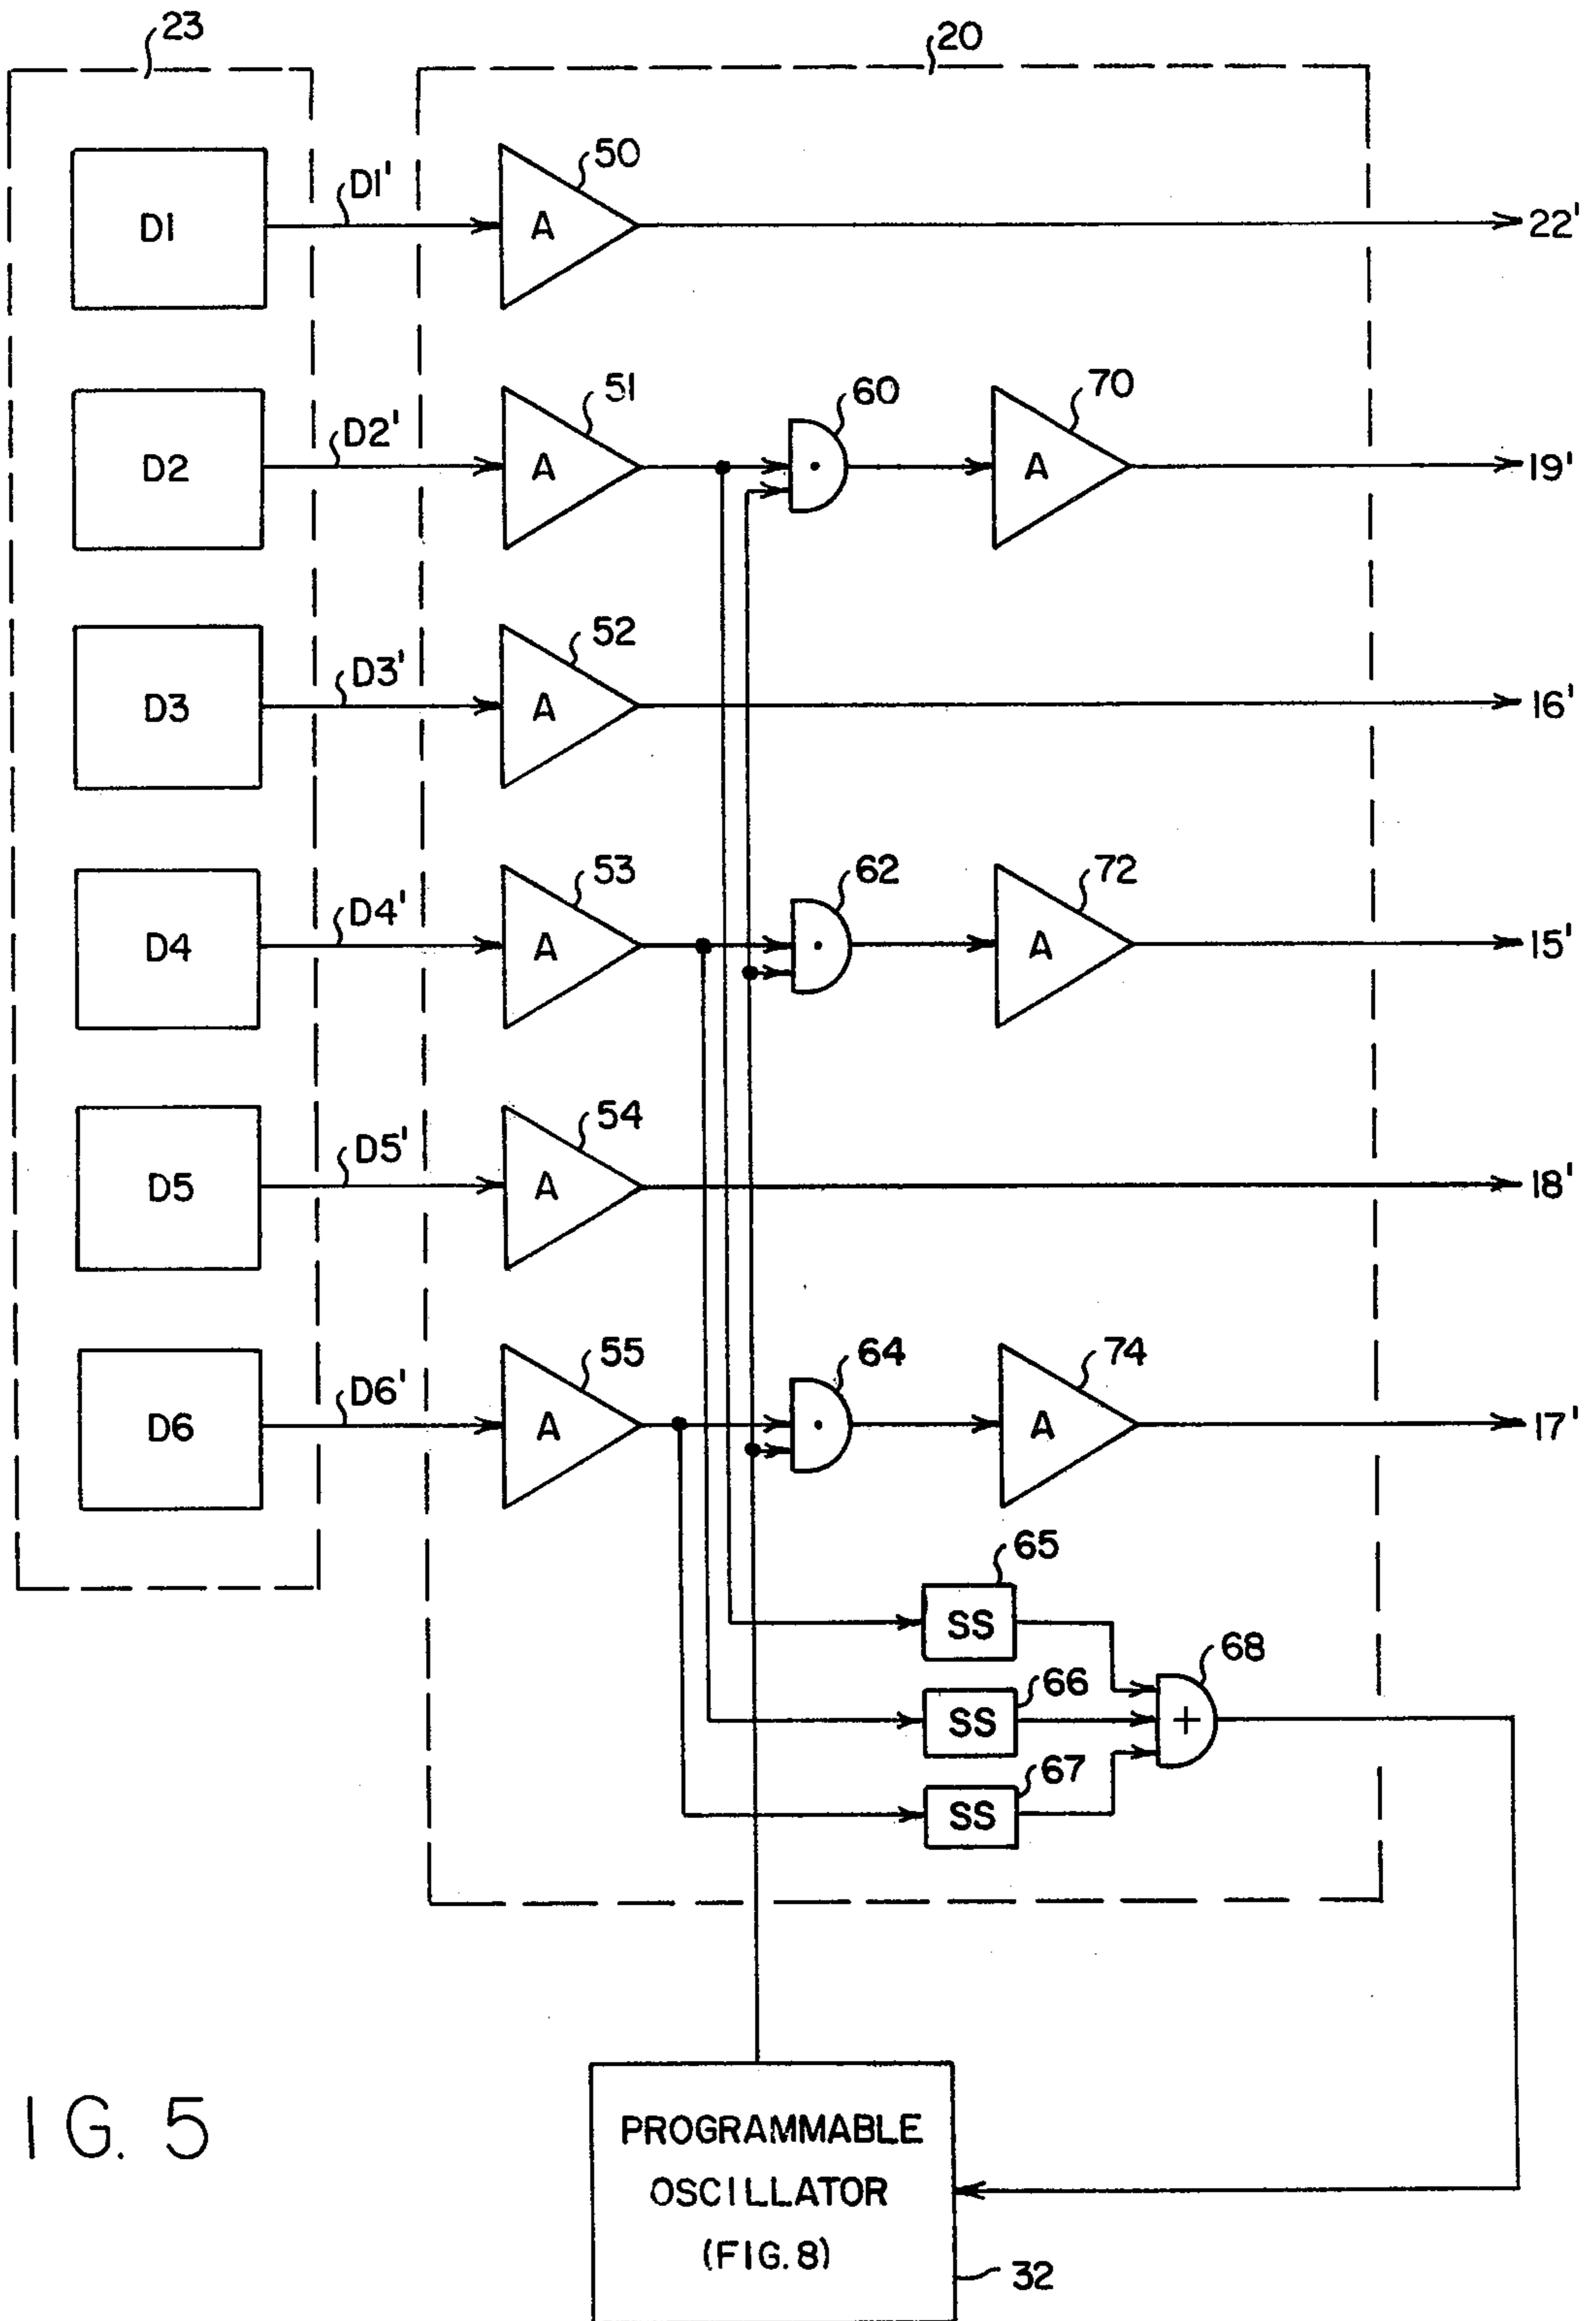 23
20
D1
D1'
A
50
22'
D2
D2'
A
51
60
A
70
19'
D3
D3'
A
52
16'
D4
D4'
A
53
62
A
72
15'
D5
D5'
A
54
18'
D6
D6'
A
55
64
A
74
17'
65
SS
66
SS
67
SS
68
+
IG. 5
PROGRAMMABLE
OSCILLATOR
(FIG. 8)
32